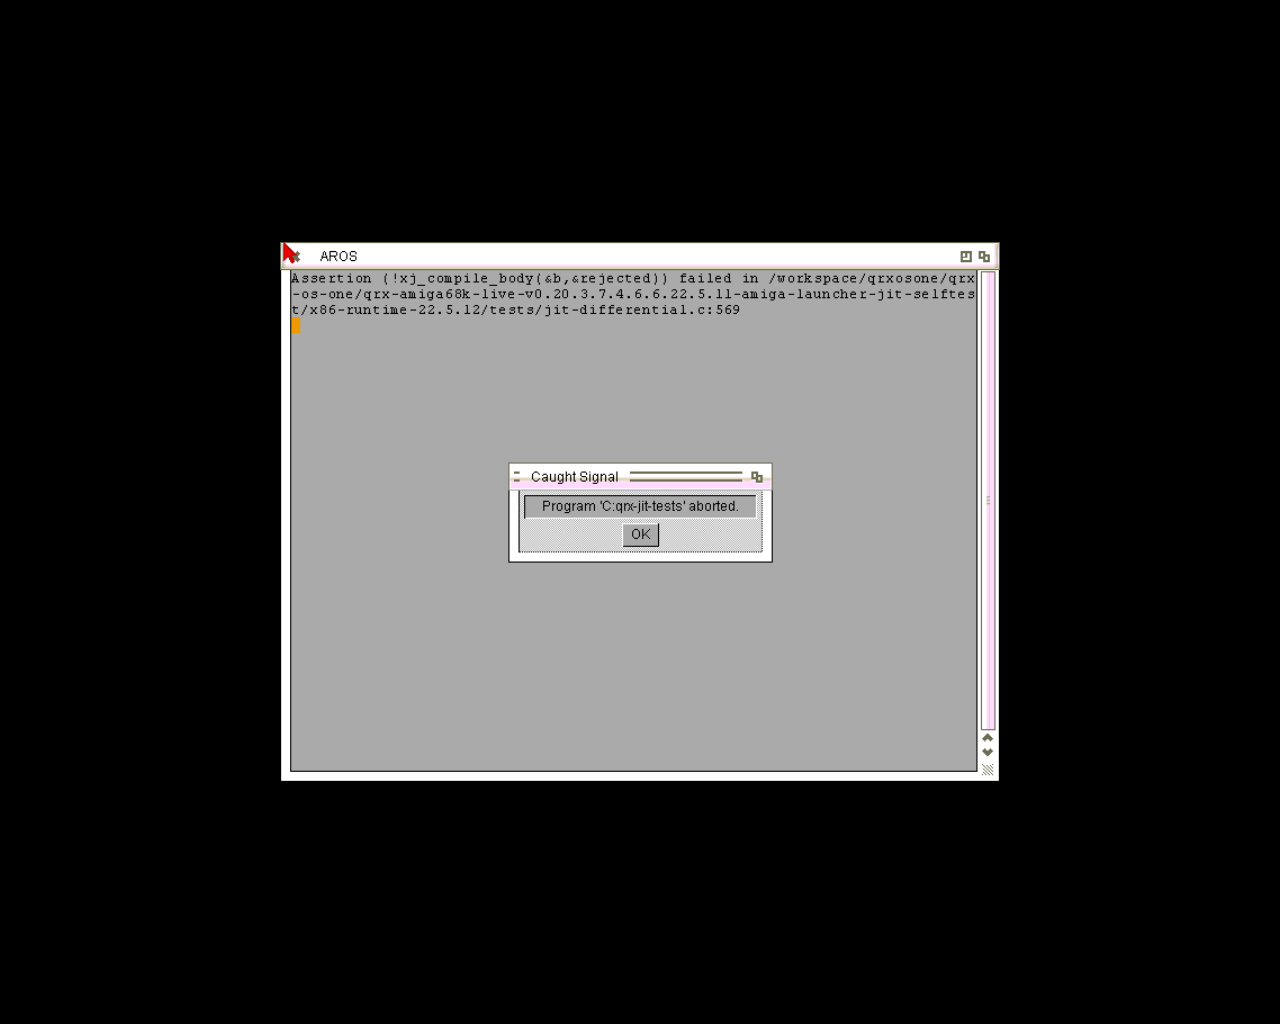 AROS
Assertion (!xj_compile_body(&b,&rejected)) failed in /workspace/qrxosone/qrx
-os-one/qrx-amiga68k-live-v0.20.3.7.4.6.6.22.5.11-amiga-launcher-jit-selftes
t/x86-runtime-22.5.12/tests/jit-differential.c:569
Caught Signal
Program 'C:qrx-jit-tests' aborted.
OK